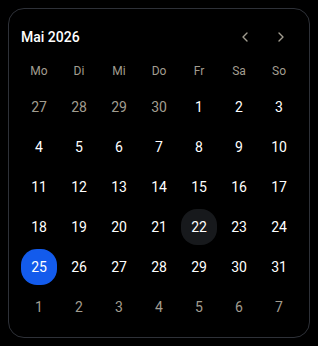 Mai 2026
Mo Di Mi Do Fr Sa So
27 28 29 30 1 2 3
4 5 6 7 8 9 10
11 12 13 14 15 16 17
18 19 20 21 22 23 24
25 26 27 28 29 30 31
1 2 3 4 5 6 7